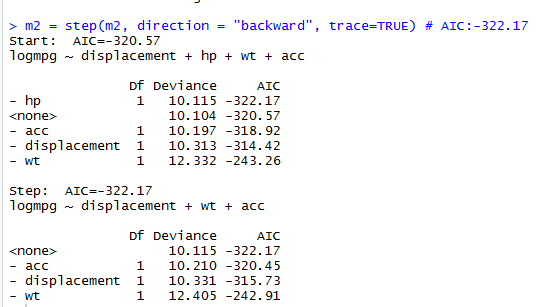 > m2 = step(m2, direction = "backward", trace=TRUE) # AIC:-322.17
Start:  AIC=-320.57
logmpg ~ displacement + hp + wt + acc

               Df Deviance     AIC
- hp            1   10.115 -322.17
<none>              10.104 -320.57
- acc           1   10.197 -318.92
- displacement  1   10.313 -314.42
- wt            1   12.332 -243.26

Step:  AIC=-322.17
logmpg ~ displacement + wt + acc

               Df Deviance     AIC
<none>              10.115 -322.17
- acc           1   10.210 -320.45
- displacement  1   10.331 -315.73
- wt            1   12.405 -242.91